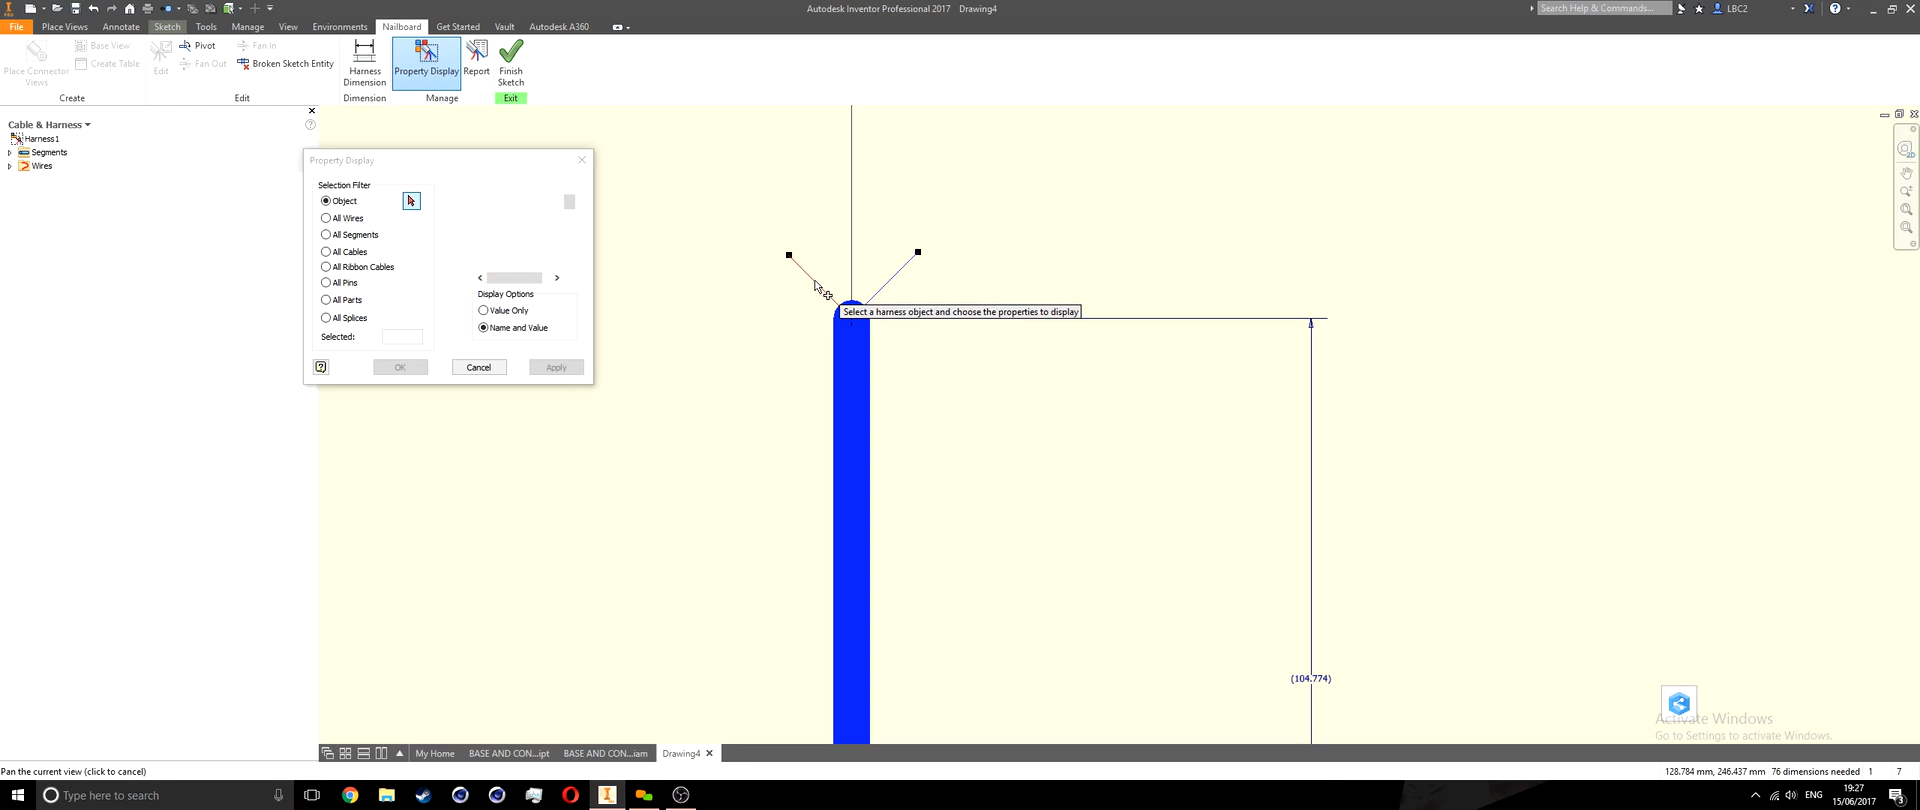 Autodesk Inventor Professional 2017 Drawing4
Search Help & Commands...
LBC2
File
Place Views
Annotate
Sketch
Tools
Manage
View
Environments
Nailboard
Get Started
Vault
Autodesk A360
Place Connector Views
Base View
Create Table
Create
Edit
Pivot
Fan In
Fan Out
Broken Sketch Entity
Edit
Harness Dimension
Dimension
Property Display
Report
Manage
Finish Sketch
Exit
Cable & Harness
Harness1
Segments
Wires
Property Display
Selection Filter
Object
All Wires
All Segments
All Cables
All Ribbon Cables
All Pins
All Parts
All Splices
Selected:
Display Options
Value Only
Name and Value
OK
Cancel
Apply
Select a harness object and choose the properties to display
(104.774)
2D
Activate Windows
Go to Settings to activate Windows.
My Home
BASE AND CON...ipt
BASE AND CON...iam
Drawing4
Pan the current view (click to cancel)
128.784 mm, 246.437 mm 76 dimensions needed 1 7
Type here to search
ENG
19:27
15/06/2017
3